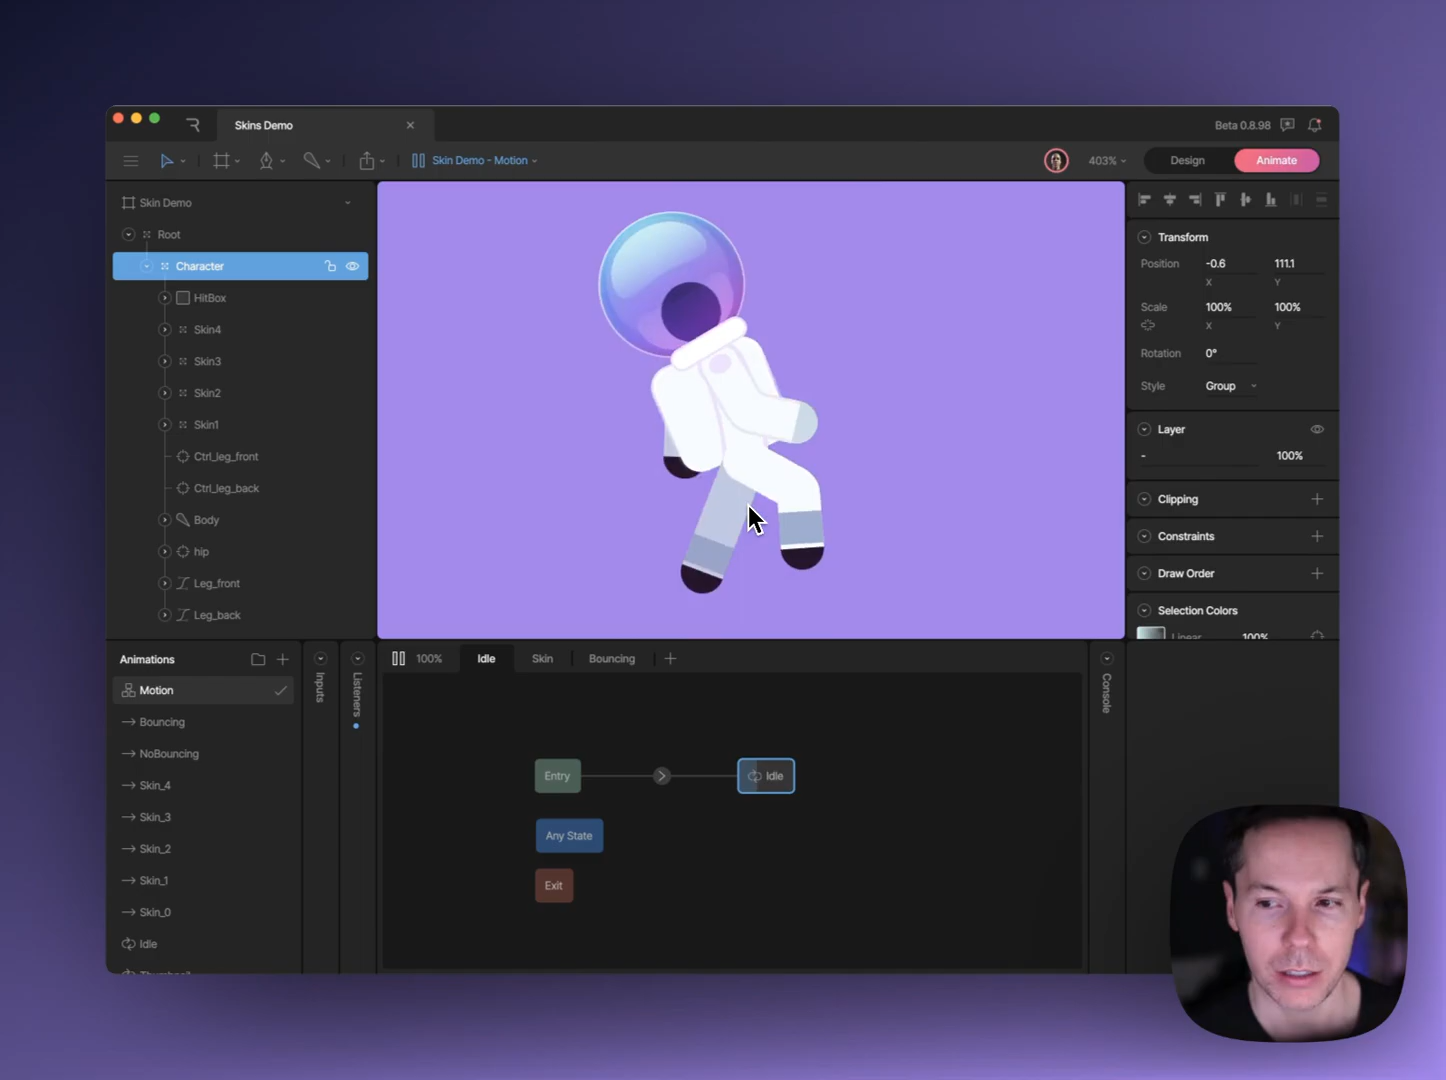 Skins Demo
Beta 0.8.98
Skin Demo - Motion
403%
Design
Animate
Skin Demo
Root
Character
HitBox
Skin4
Skin3
Skin2
Skin1
Ctrl_leg_front
Ctrl_leg_back
Body
hip
Leg_front
Leg_back
Transform
Position -0.6 111.1
X Y
Scale 100% 100%
X Y
Rotation 0°
Style Group
Layer
- 100%
Clipping
Constraints
Draw Order
Selection Colors
Linear 100%
Animations
Motion
Bouncing
NoBouncing
Skin_4
Skin_3
Skin_2
Skin_1
Skin_0
Idle
Inputs
Listeners
100%
Idle
Skin
Bouncing
Entry
Idle
Any State
Exit
Console